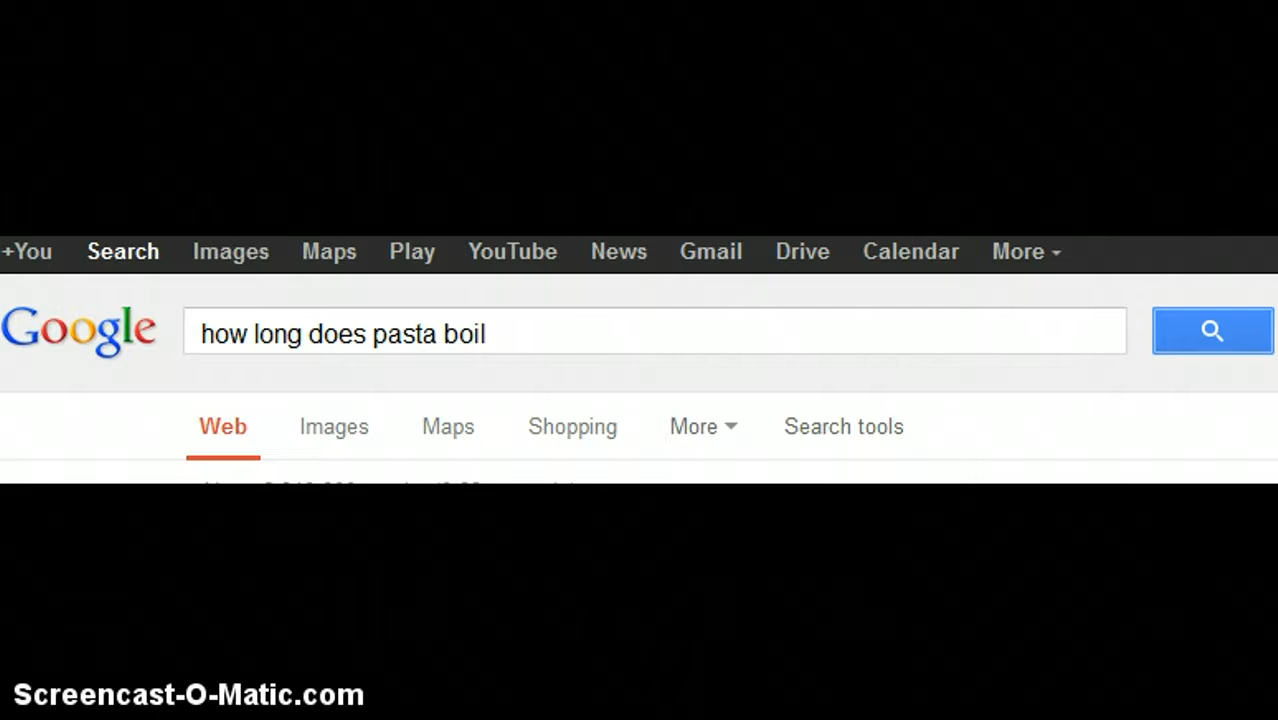 +You Search Images Maps Play YouTube News Gmail Drive Calendar More
Google how long does pasta boil
Web Images Maps Shopping More Search tools
Screencast-O-Matic.com